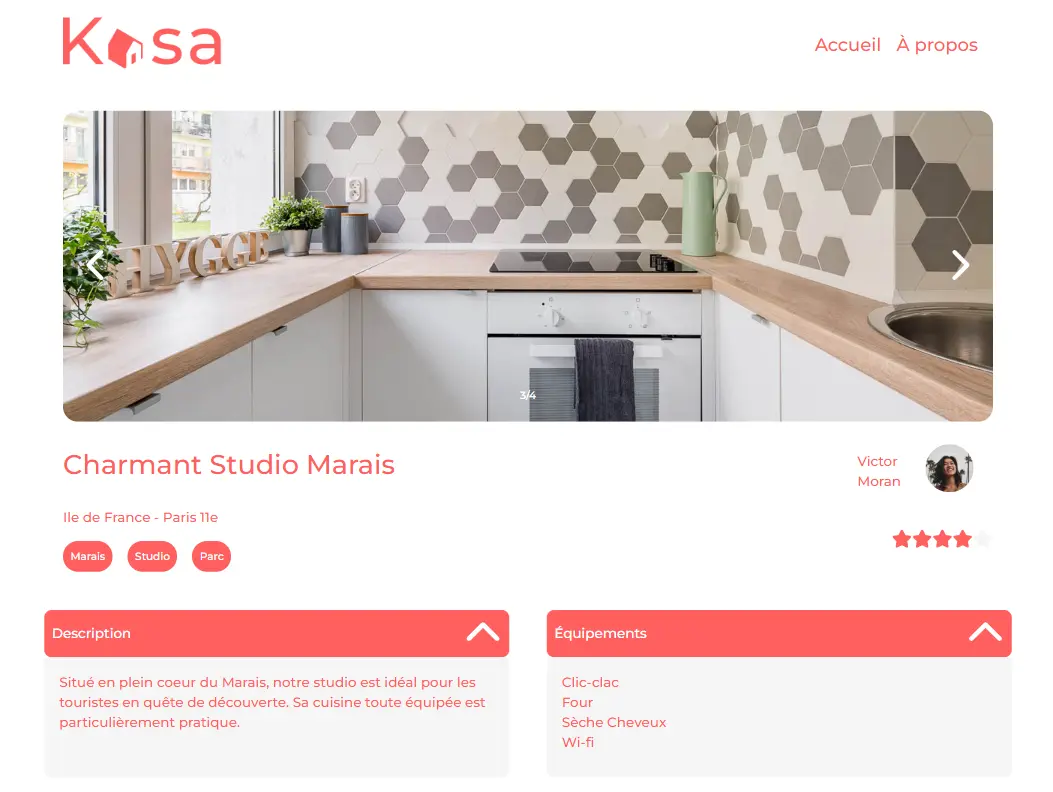 Kasa
Accueil À propos
HYGGE
3/4
Charmant Studio Marais
Victor
Moran
Ile de France - Paris 11e
Marais Studio Parc
Description
Équipements
Situé en plein coeur du Marais, notre studio est idéal pour les
touristes en quête de découverte. Sa cuisine toute équipée est
particulièrement pratique.
Clic-clac
Four
Sèche Cheveux
Wi-fi